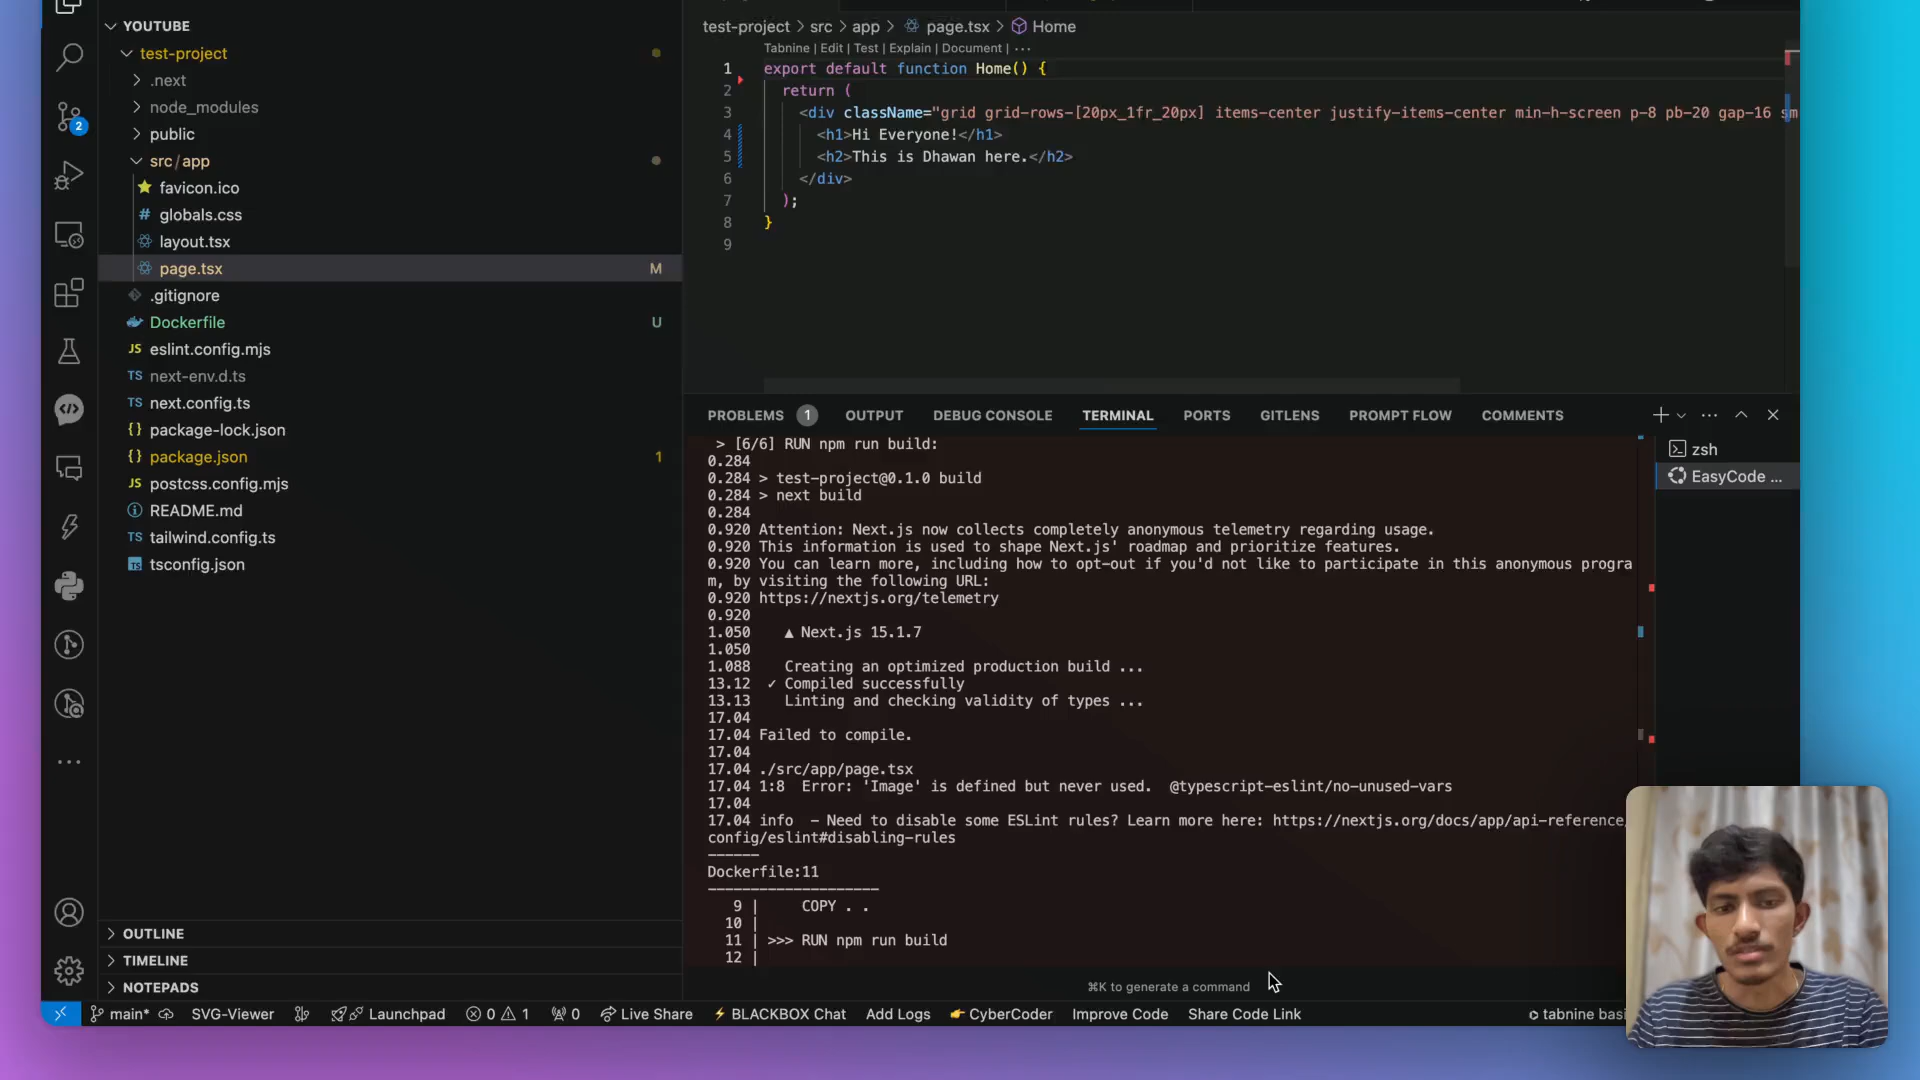 YOUTUBE
test-project
.next
node_modules
public
src/app
favicon.ico
# globals.css
layout.tsx
page.tsx M
.gitignore
Dockerfile U
JS eslint.config.mjs
TS next-env.d.ts
TS next.config.ts
{} package-lock.json
{} package.json 1
JS postcss.config.mjs
README.md
TS tailwind.config.ts
TS tsconfig.json
OUTLINE
TIMELINE
NOTEPADS
2
test-project > src > app > page.tsx > Home
Tabnine | Edit | Test | Explain | Document | ...
1 export default function Home() {
2 return (
3 <div className="grid grid-rows-[20px_1fr_20px] items-center justify-items-center min-h-screen p-8 pb-20 gap-16 sm
4 <h1>Hi Everyone!</h1>
5 <h2>This is Dhawan here.</h2>
6 </div>
7 );
8 }
9
PROBLEMS 1 OUTPUT DEBUG CONSOLE TERMINAL PORTS GITLENS PROMPT FLOW COMMENTS
> [6/6] RUN npm run build:
0.284
0.284 > test-project@0.1.0 build
0.284 > next build
0.284
0.920 Attention: Next.js now collects completely anonymous telemetry regarding usage.
0.920 This information is used to shape Next.js' roadmap and prioritize features.
0.920 You can learn more, including how to opt-out if you'd not like to participate in this anonymous progra
m, by visiting the following URL:
0.920 https://nextjs.org/telemetry
0.920
1.050 ▲ Next.js 15.1.7
1.050
1.088 Creating an optimized production build ...
13.12 ✓ Compiled successfully
13.13 Linting and checking validity of types ...
17.04
17.04 Failed to compile.
17.04
17.04 ./src/app/page.tsx
17.04 1:8 Error: 'Image' is defined but never used. @typescript-eslint/no-unused-vars
17.04
17.04 info - Need to disable some ESLint rules? Learn more here: https://nextjs.org/docs/app/api-reference/
config/eslint#disabling-rules
------
Dockerfile:11
--------------------
9 | COPY . .
10 |
11 | >>> RUN npm run build
12 |
⌘K to generate a command
zsh
EasyCode ...
main* SVG-Viewer Launchpad 0 1 0 Live Share BLACKBOX Chat Add Logs CyberCoder Improve Code Share Code Link tabnine basi